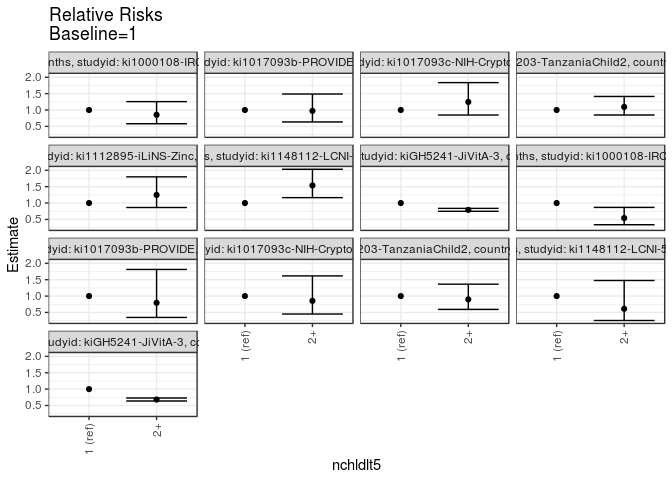 Relative Risks
Baseline=1
nths, studyid: ki1000108-IRC
dyid: ki1017093b-PROVIDE
dyid: ki1017093c-NIH-Crypto
203-TanzaniaChild2, count
2.0
1.5
1.0
0.5
dyid: ki1112895-iLiNS-Zinc,
s, studyid: ki1148112-LCNI-
tudyid: kiGH5241-JiVitA-3, c
nths, studyid: ki1000108-IRC
2.0
1.5
1.0
0.5
dyid: ki1017093b-PROVIDE
yid: ki1017093c-NIH-Crypto
203-TanzaniaChild2, country
s, studyid: ki1148112-LCNI-5
2.0
1.5
1.0
0.5
udyid: kiGH5241-JiVitA-3, co
2.0
1.5
1.0
0.5
Estimate
1 (ref)
2+
1 (ref)
2+
1 (ref)
2+
1 (ref)
2+
nchldlt5